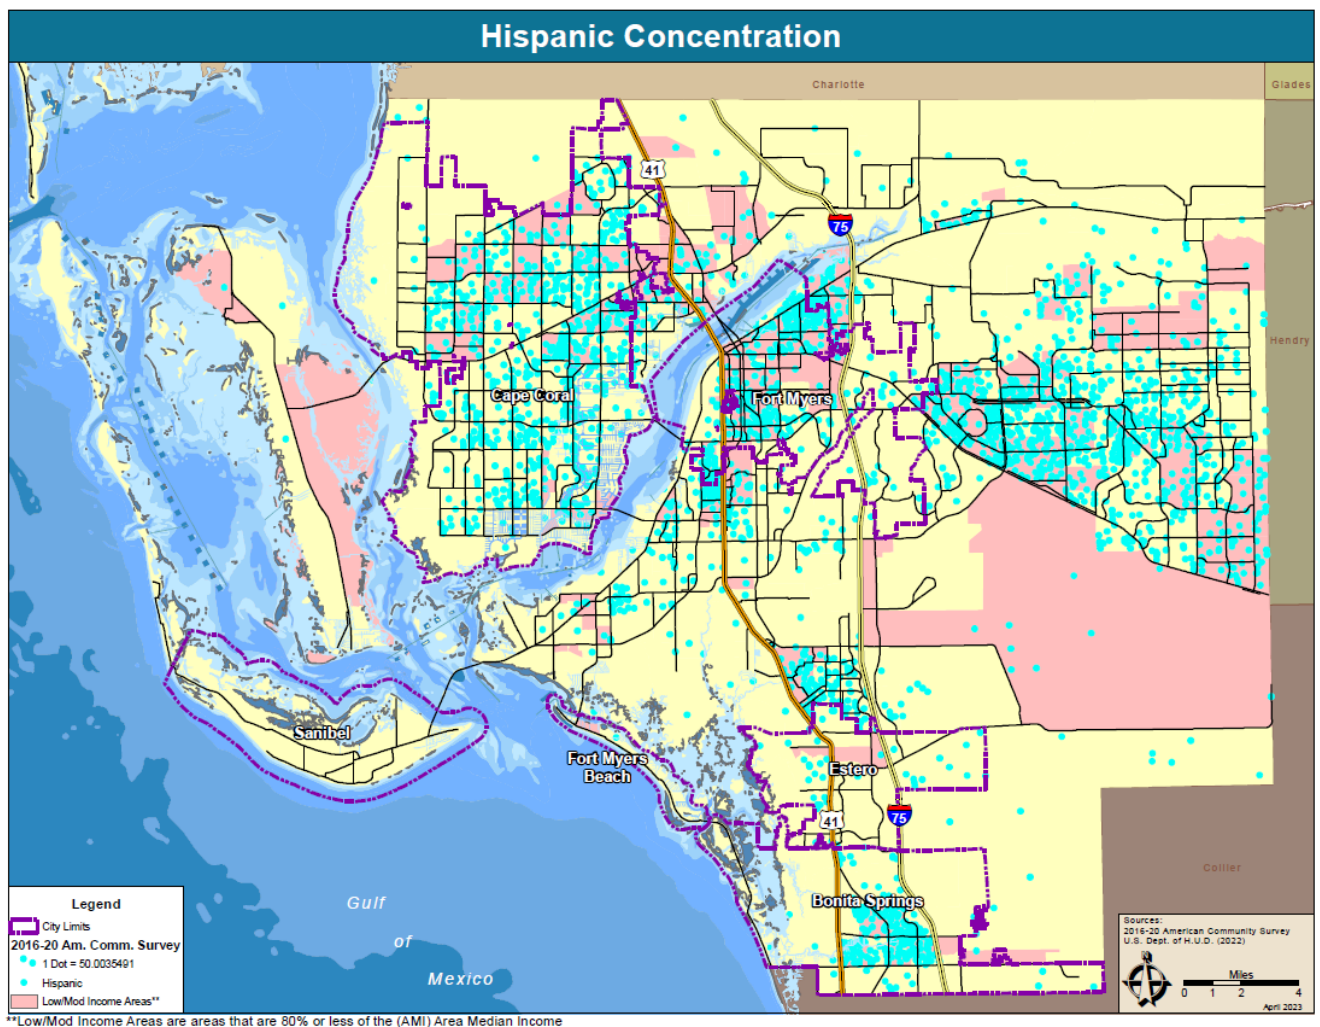 Hispanic Concentration
Charlotte
Glades
41
75
Hendry
Cape Coral
Fort Myers
Sanibel
Fort Myers
Beach
Estero
41
75
Collier
Bonita Springs
Gulf
of
Mexico
Legend
City Limits
2016-20 Am. Comm. Survey
1 Dot = 50.0035491
Hispanic
Low/Mod Income Areas**
Sources:
2016-20 American Community Survey
U.S. Dept. of H.U.D. (2022)
Miles
0 1 2 4
April 2023
**Low/Mod Income Areas are areas that are 80% or less of the (AMI) Area Median Income